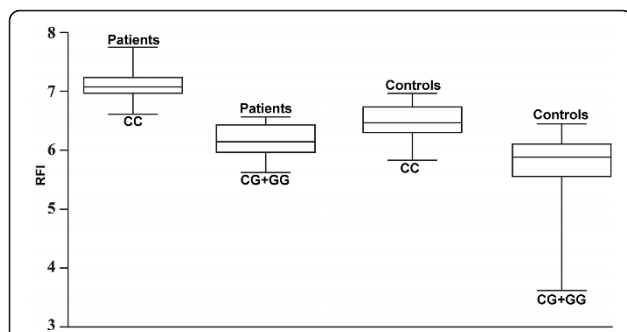 8
Patients
7
Controls
CC
Patients
Controls
6
RFI
CG+GG
CC
5
4
CG+GG
3